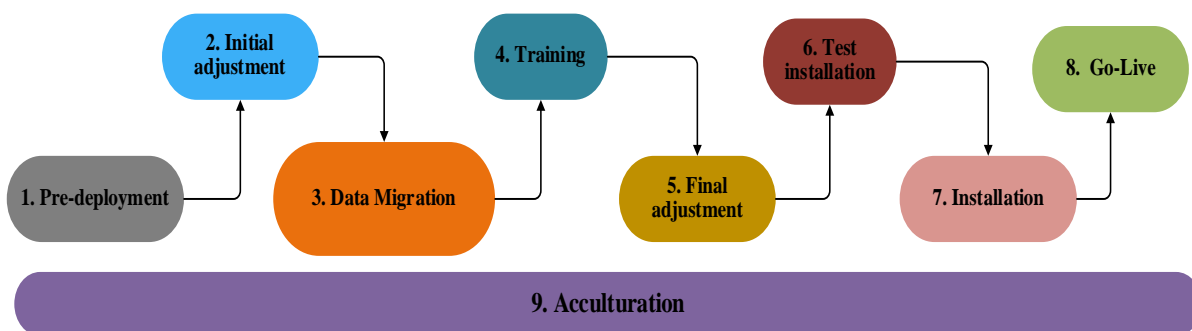 1. Pre-deployment
2. Initial
adjustment
3. Data Migration
4. Training
5. Final
adjustment
6. Test
installation
7. Installation
8. Go-Live
9. Acculturation